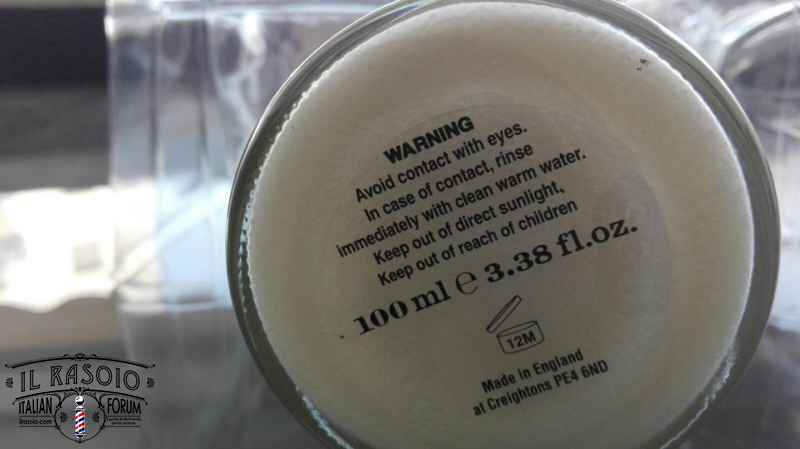 WARNING
Avoid contact with eyes.
In case of contact, rinse
immediately with clean warm water.
Keep out of direct sunlight,
Keep out of reach of children
100 ml ℮ 3.38 fl.oz.
12M
Made in England
at Creightons PE4 6ND
IL RASOIO
ITALIAN FORUM
ilrasoio.com